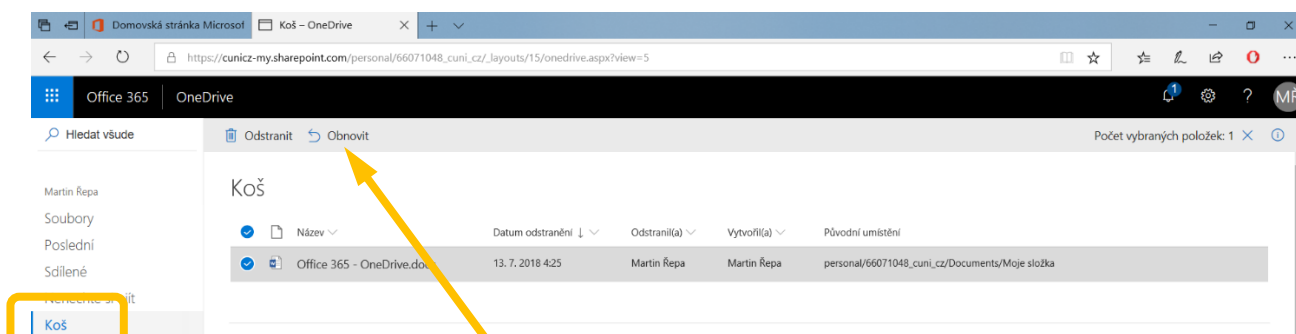 Domovská stránka Microsof Koš – OneDrive
https://cunicz-my.sharepoint.com/personal/66071048_cuni_cz/_layouts/15/onedrive.aspx?view=5
Office 365 OneDrive 1 ? MŘ
Hledat všude Odstranit Obnovit Počet vybraných položek: 1
Martin Řepa
Koš
Soubory
Název Datum odstranění ↓ Odstranil(a) Vytvořil(a) Původní umístění
Poslední
Office 365 - OneDrive.doc 13. 7. 2018 4:25 Martin Řepa Martin Řepa personal/66071048_cuni_cz/Documents/Moje složka
Sdílené
Koš